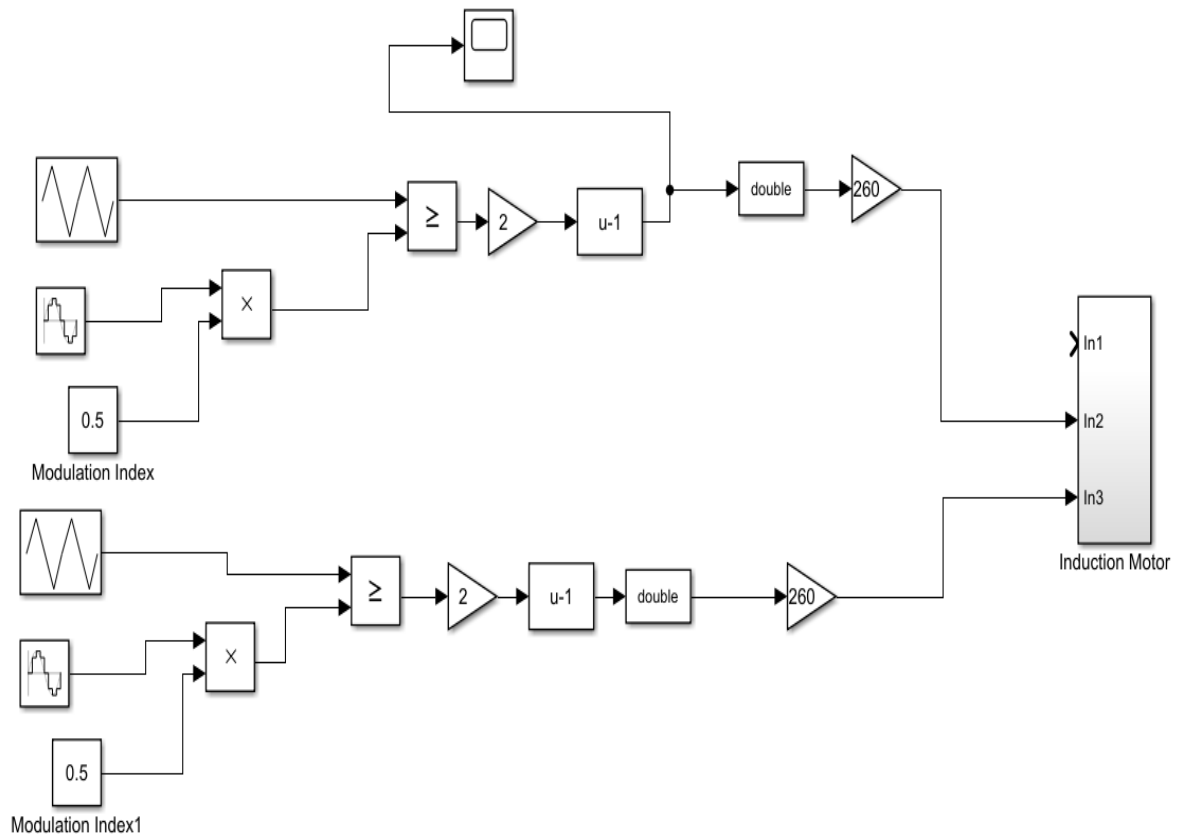 ≥
2
u-1
double
260
×
0.5
Modulation Index
In1
In2
In3
Induction Motor
≥
2
u-1
double
260
×
0.5
Modulation Index1